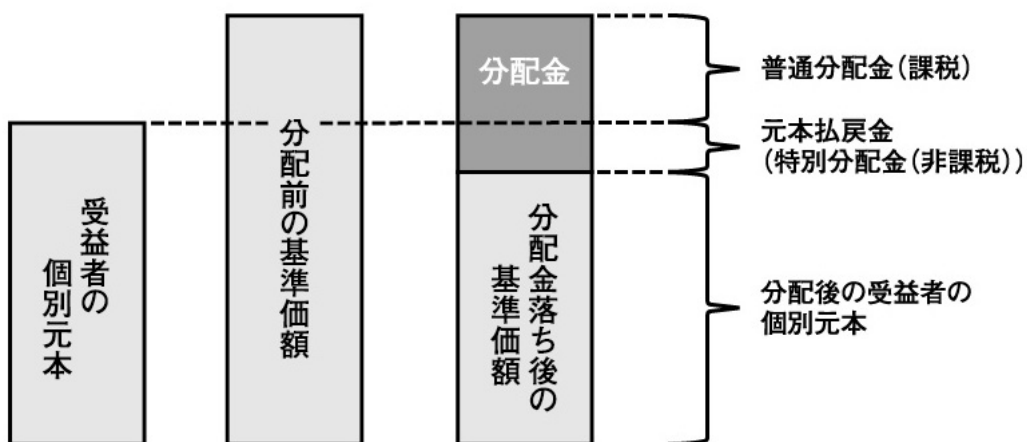 受益者の
個別元本
分配前の基準価額
分配金
分配金落ち後の
基準価額
普通分配金(課税)
元本払戻金
(特別分配金(非課税))
分配後の受益者の
個別元本